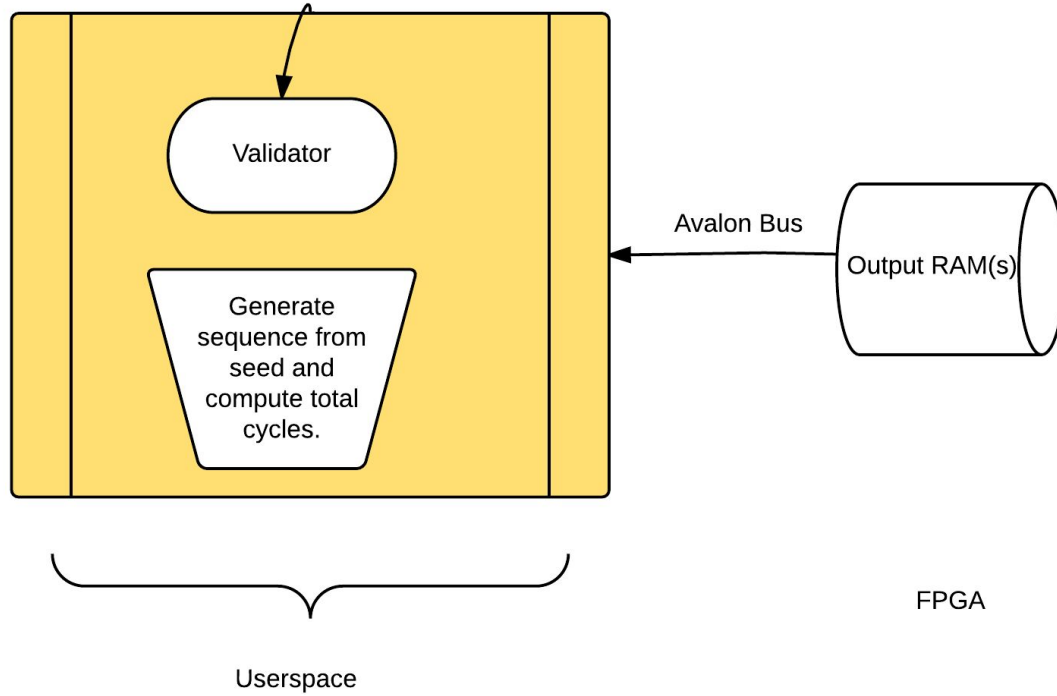 Validator
Generate
sequence from
seed and
compute total
cycles.
Avalon Bus
Output RAM(s)
FPGA
Userspace